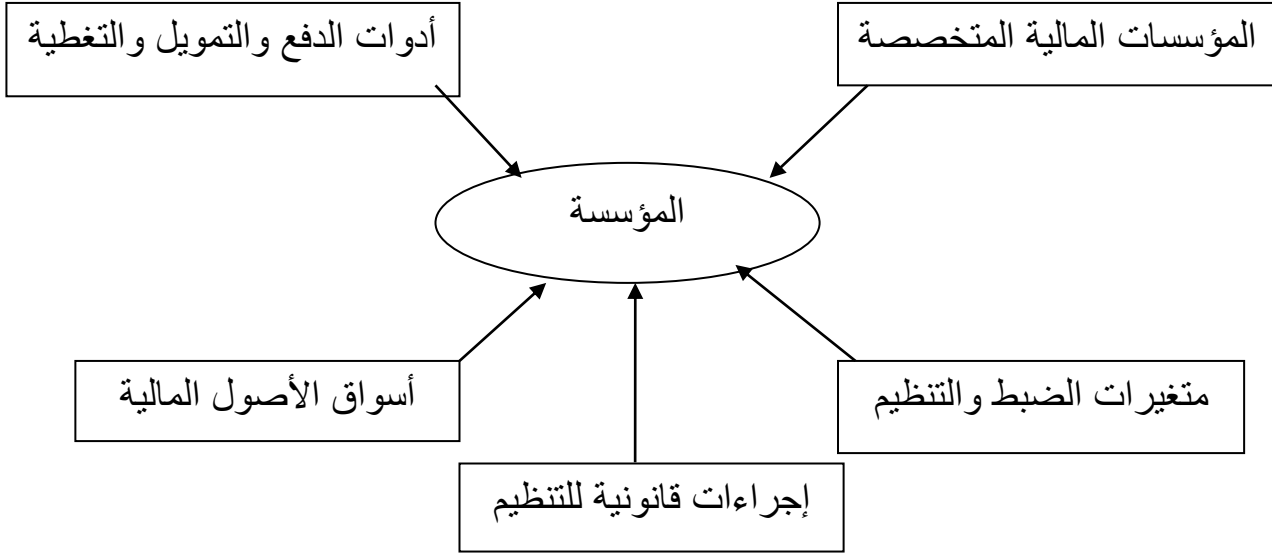 المؤسسات المالية المتخصصة
أدوات الدفع والتمويل والتغطية
المؤسسة
متغيرات الضبط والتنظيم
أسواق الأصول المالية
إجراءات قانونية للتنظيم